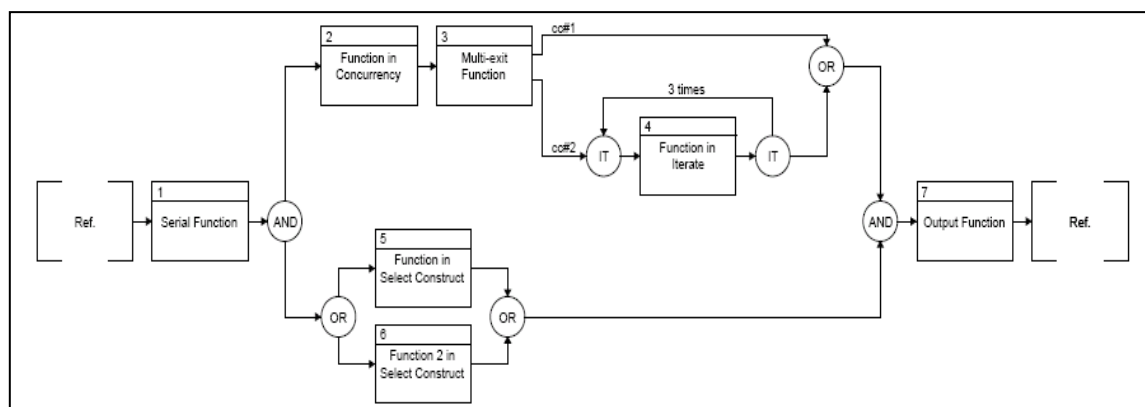 2
Function in
Concurrency
3
Multi-exit
Function
cc#1
OR
3 times
4
Function in
Iterate
cc#2
IT
IT
Ref.
1
Serial Function
AND
5
Function in
Select Construct
OR
OR
6
Function 2 in
Select Construct
AND
7
Output Function
Ref.